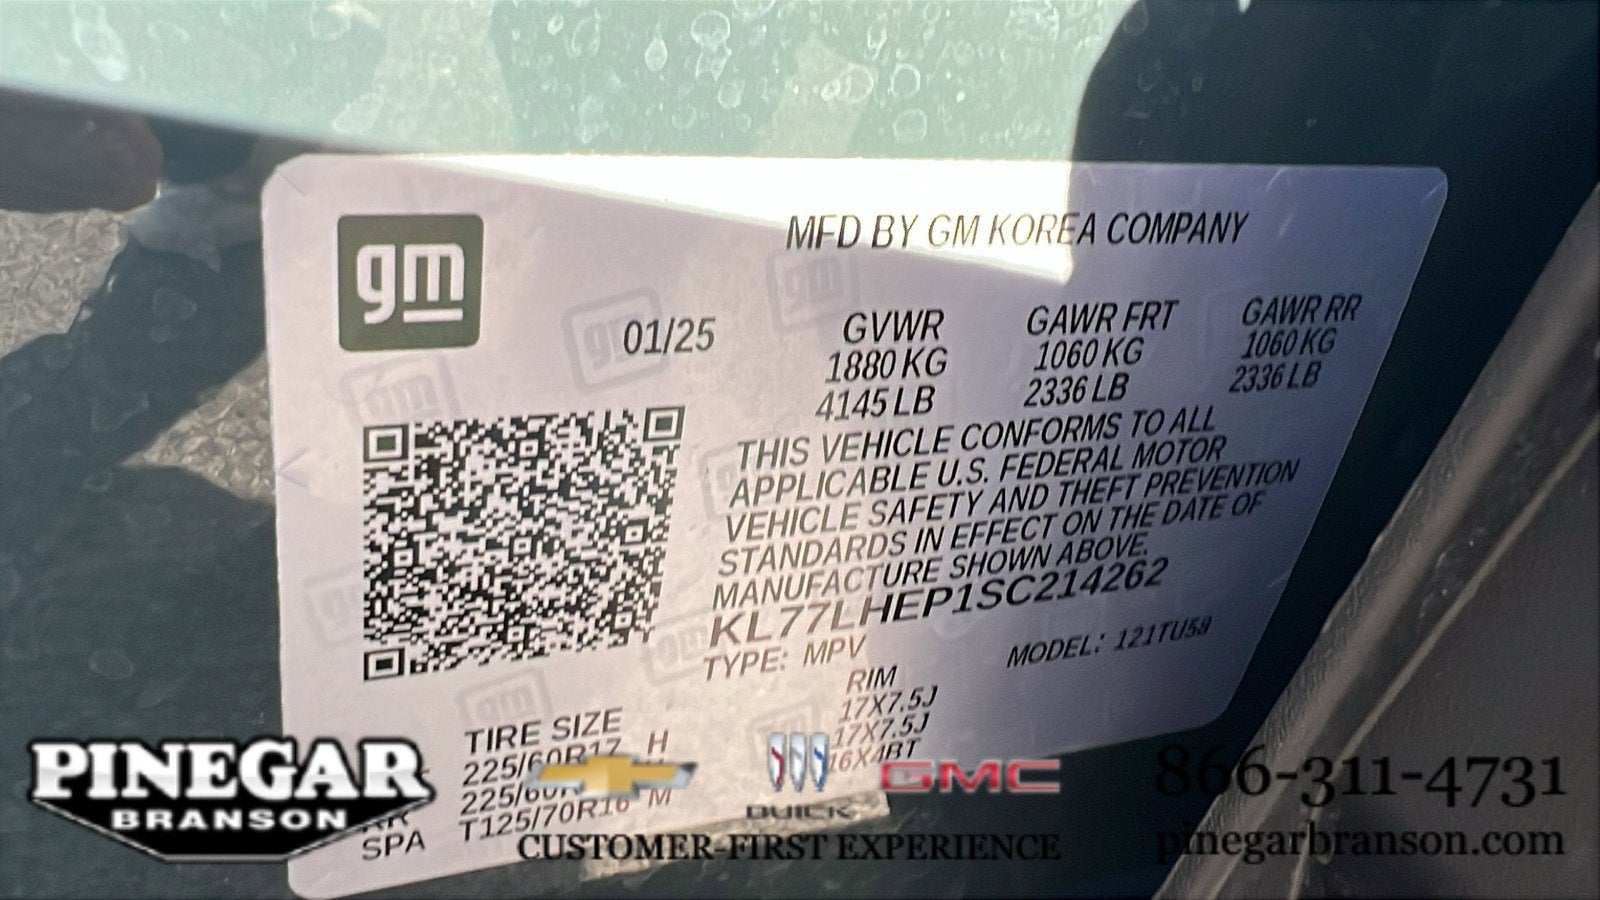 gm
MFD BY GM KOREA COMPANY
01/25
GVWR GAWR FRT GAWR RR
1880 KG 1060 KG 1060 KG
4145 LB 2336 LB 2336 LB
THIS VEHICLE CONFORMS TO ALL
APPLICABLE U.S. FEDERAL MOTOR
VEHICLE SAFETY AND THEFT PREVENTION
STANDARDS IN EFFECT ON THE DATE OF
MANUFACTURE SHOWN ABOVE.
KL77LHEP1SC214262
TYPE: MPV MODEL: 121TU58
TIRE SIZE RIM
225/60R17 H 17X7.5J
225/60R 17X7.5J
SPA T125/70R16 M 16X4BT
PINEGAR
BRANSON
BUICK
GMC
CUSTOMER-FIRST EXPERIENCE
866-311-4731
pinegarbranson.com